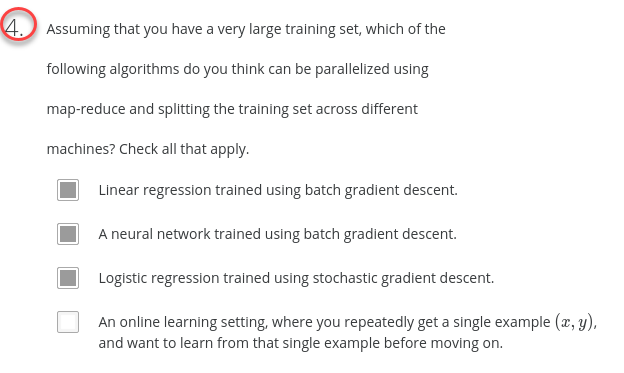 4. Assuming that you have a very large training set, which of the
following algorithms do you think can be parallelized using
map-reduce and splitting the training set across different
machines? Check all that apply.
Linear regression trained using batch gradient descent.
A neural network trained using batch gradient descent.
Logistic regression trained using stochastic gradient descent.
An online learning setting, where you repeatedly get a single example (x, y),
and want to learn from that single example before moving on.